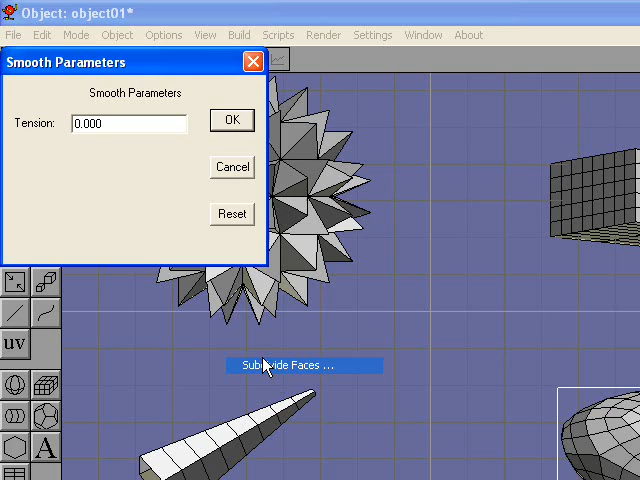 Object: object01*
File Edit Mode Object Options View Build Scripts Render Settings Window About
Smooth Parameters
Smooth Parameters
Tension: 0.000 OK
Cancel
Reset
uv
Subdivide Faces ...
A